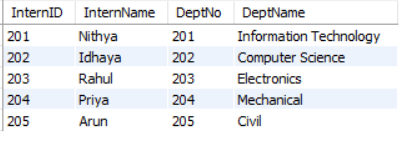 InternID InternName DeptNo DeptName
201 Nithya 201 Information Technology
202 Idhaya 202 Computer Science
203 Rahul 203 Electronics
204 Priya 204 Mechanical
205 Arun 205 Civil